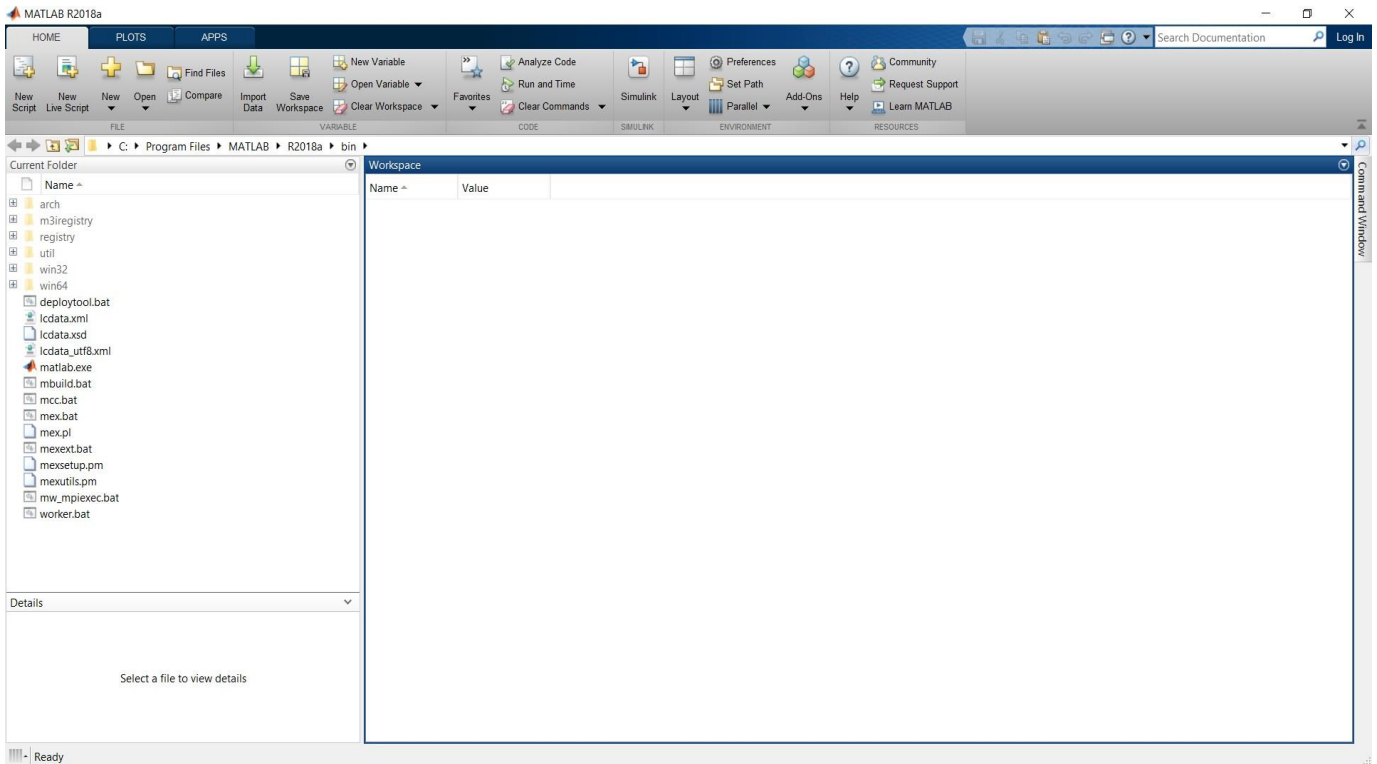 MATLAB R2018a
HOME PLOTS APPS
Search Documentation
Log In
New Script
New Live Script
New
Open
Find Files
Compare
Import Data
Save Workspace
New Variable
Open Variable
Clear Workspace
Favorites
Analyze Code
Run and Time
Clear Commands
Simulink
Layout
Preferences
Set Path
Parallel
Add-Ons
Help
Community
Request Support
Learn MATLAB
FILE VARIABLE CODE SIMULINK ENVIRONMENT RESOURCES
C: Program Files MATLAB R2018a bin
Current Folder
Name
arch
m3iregistry
registry
util
win32
win64
deploytool.bat
lcdata.xml
lcdata.xsd
lcdata_utf8.xml
matlab.exe
mbuild.bat
mcc.bat
mex.bat
mex.pl
mexext.bat
mexsetup.pm
mexutils.pm
mw_mpiexec.bat
worker.bat
Details
Select a file to view details
Workspace
Name Value
Command Window
Ready